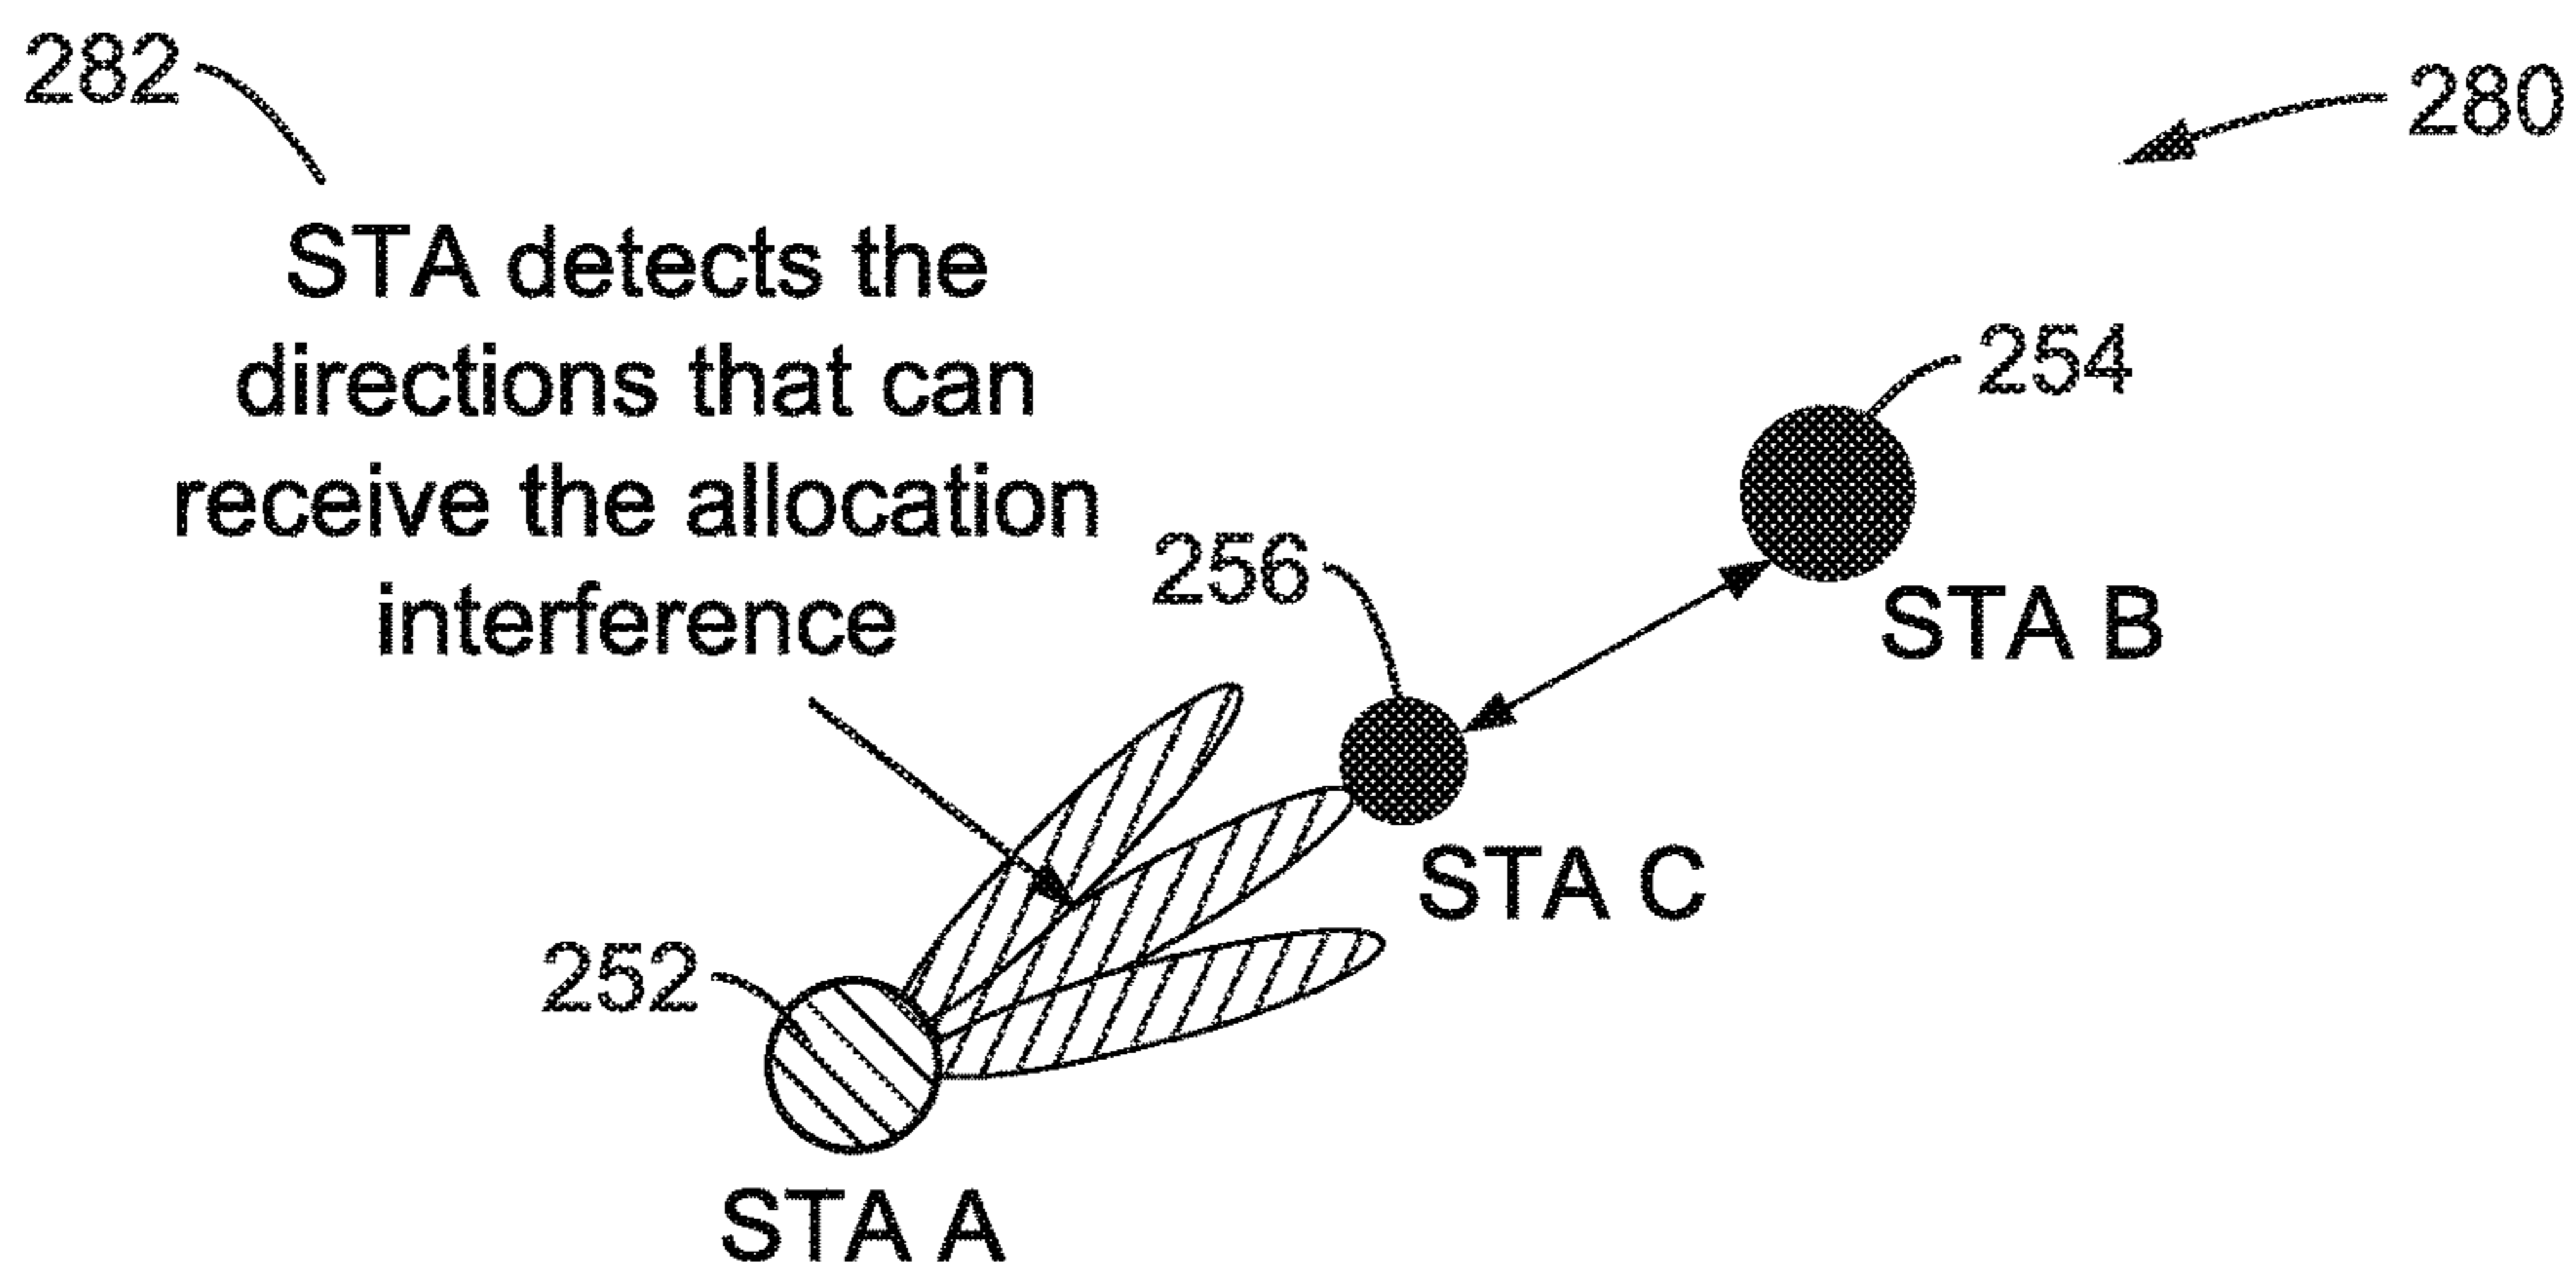 282
280
STA detects the
directions that can
receive the allocation
interference
254
256
STA B
STA C
252
STA A